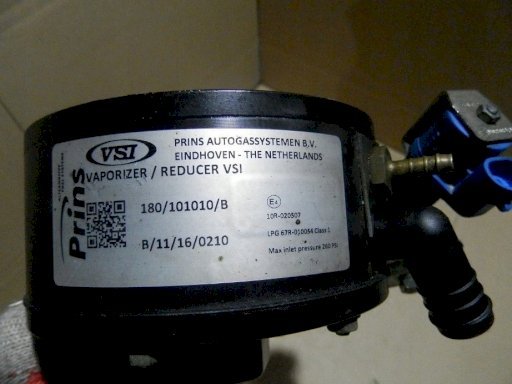 Prins
VSI
PRINS AUTOGASSYSTEMEN B.V.
EINDHOVEN - THE NETHERLANDS
VAPORIZER / REDUCER VSI
180/101010/B
B/11/16/0210
E4
10R-020507
LPG 67R-010054 Class 1
Max inlet pressure 260 PSI